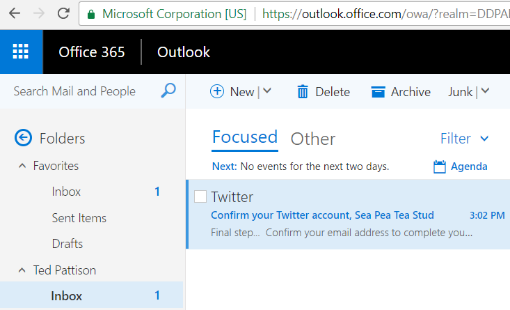 Microsoft Corporation [US] | https://outlook.office.com/owa/?realm=DDPA
Office 365 Outlook
Search Mail and People
New | Delete Archive Junk |
Folders
Focused Other Filter
Favorites
Next: No events for the next two days. Agenda
Inbox 1
Twitter
Sent Items
Confirm your Twitter account, Sea Pea Tea Stud 3:02 PM
Drafts
Final step... Confirm your email address to complete you...
Ted Pattison
Inbox 1